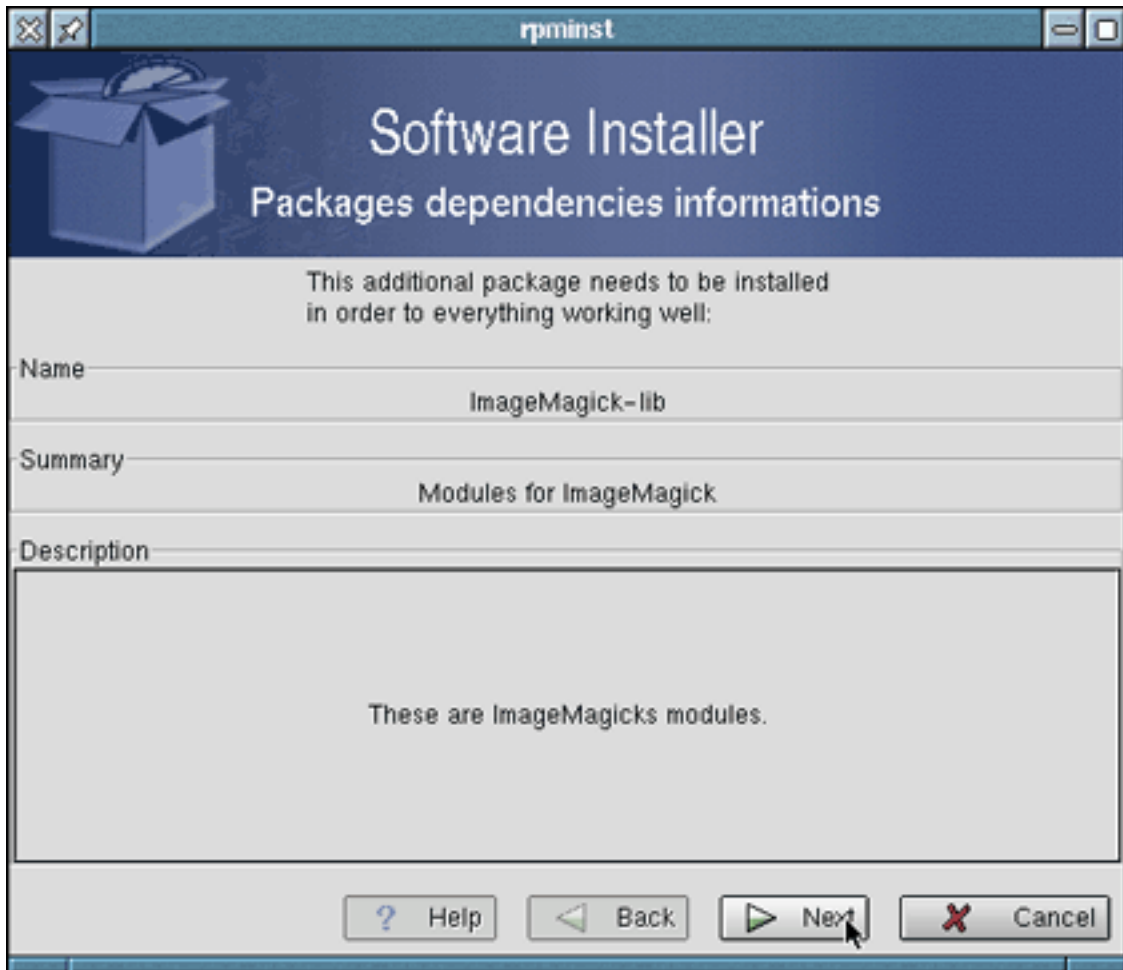 rpminst
Software Installer
Packages dependencies informations
This additional package needs to be installed
in order to everything working well:
Name
ImageMagick-lib
Summary
Modules for ImageMagick
Description
These are ImageMagicks modules.
? Help
Back
Next
Cancel